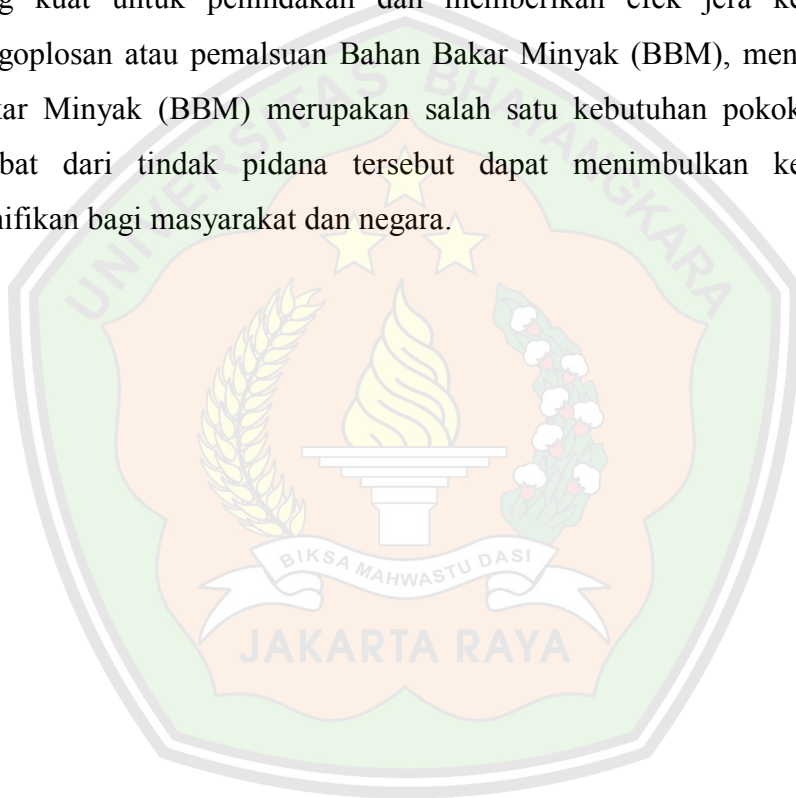 g kuat untuk penindakan dan memberikan efek jera ke
goplosan atau pemalsuan Bahan Bakar Minyak (BBM), men
kar Minyak (BBM) merupakan salah satu kebutuhan pokok
bat dari tindak pidana tersebut dapat menimbulkan ke
nifikan bagi masyarakat dan negara.
UNIVERSITAS BHAYANGKARA
BIKSA MAHWASTU DASI
JAKARTA RAYA